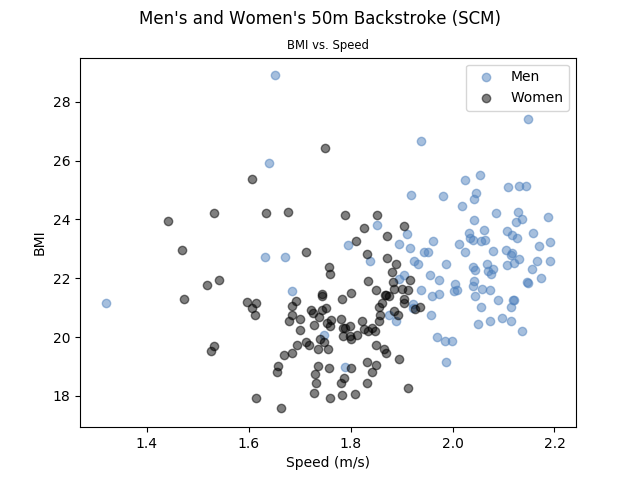 Men's and Women's 50m Backstroke (SCM)
BMI vs. Speed
Men
Women
28
26
24
22
20
18
BMI
1.4 1.6 1.8 2.0 2.2
Speed (m/s)